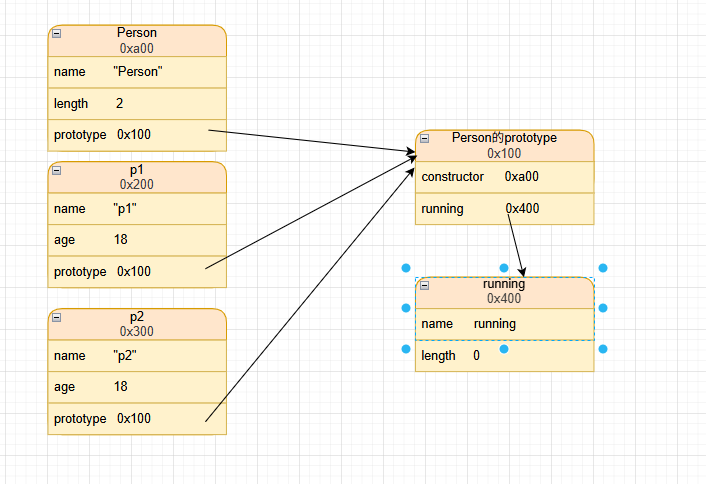 Person
0xa00
name "Person"
length 2
prototype 0x100
p1
0x200
name "p1"
age 18
prototype 0x100
p2
0x300
name "p2"
age 18
prototype 0x100
Person的prototype
0x100
constructor 0xa00
running 0x400
running
0x400
name running
length 0